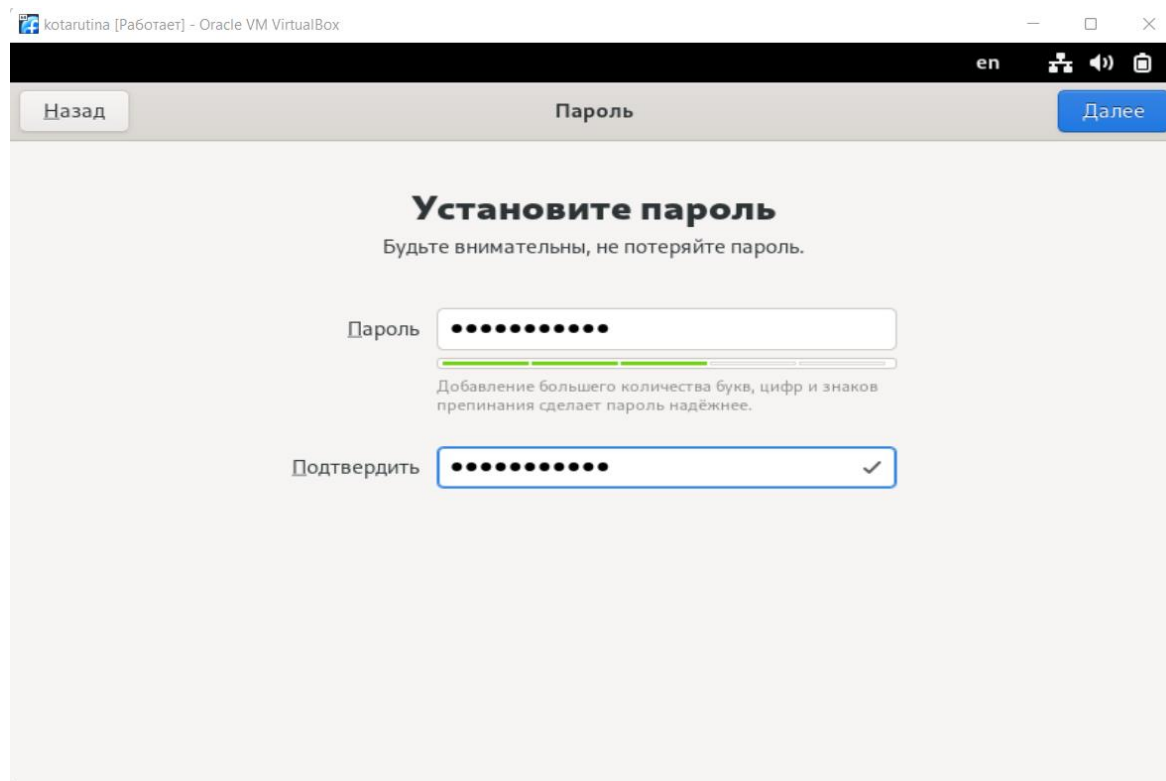 kotarutina [Работает] - Oracle VM VirtualBox
en
Назад
Пароль
Далее
Установите пароль
Будьте внимательны, не потеряйте пароль.
Пароль
●●●●●●●●●●●
Добавление большего количества букв, цифр и знаков
препинания сделает пароль надёжнее.
Подтвердить
●●●●●●●●●●●